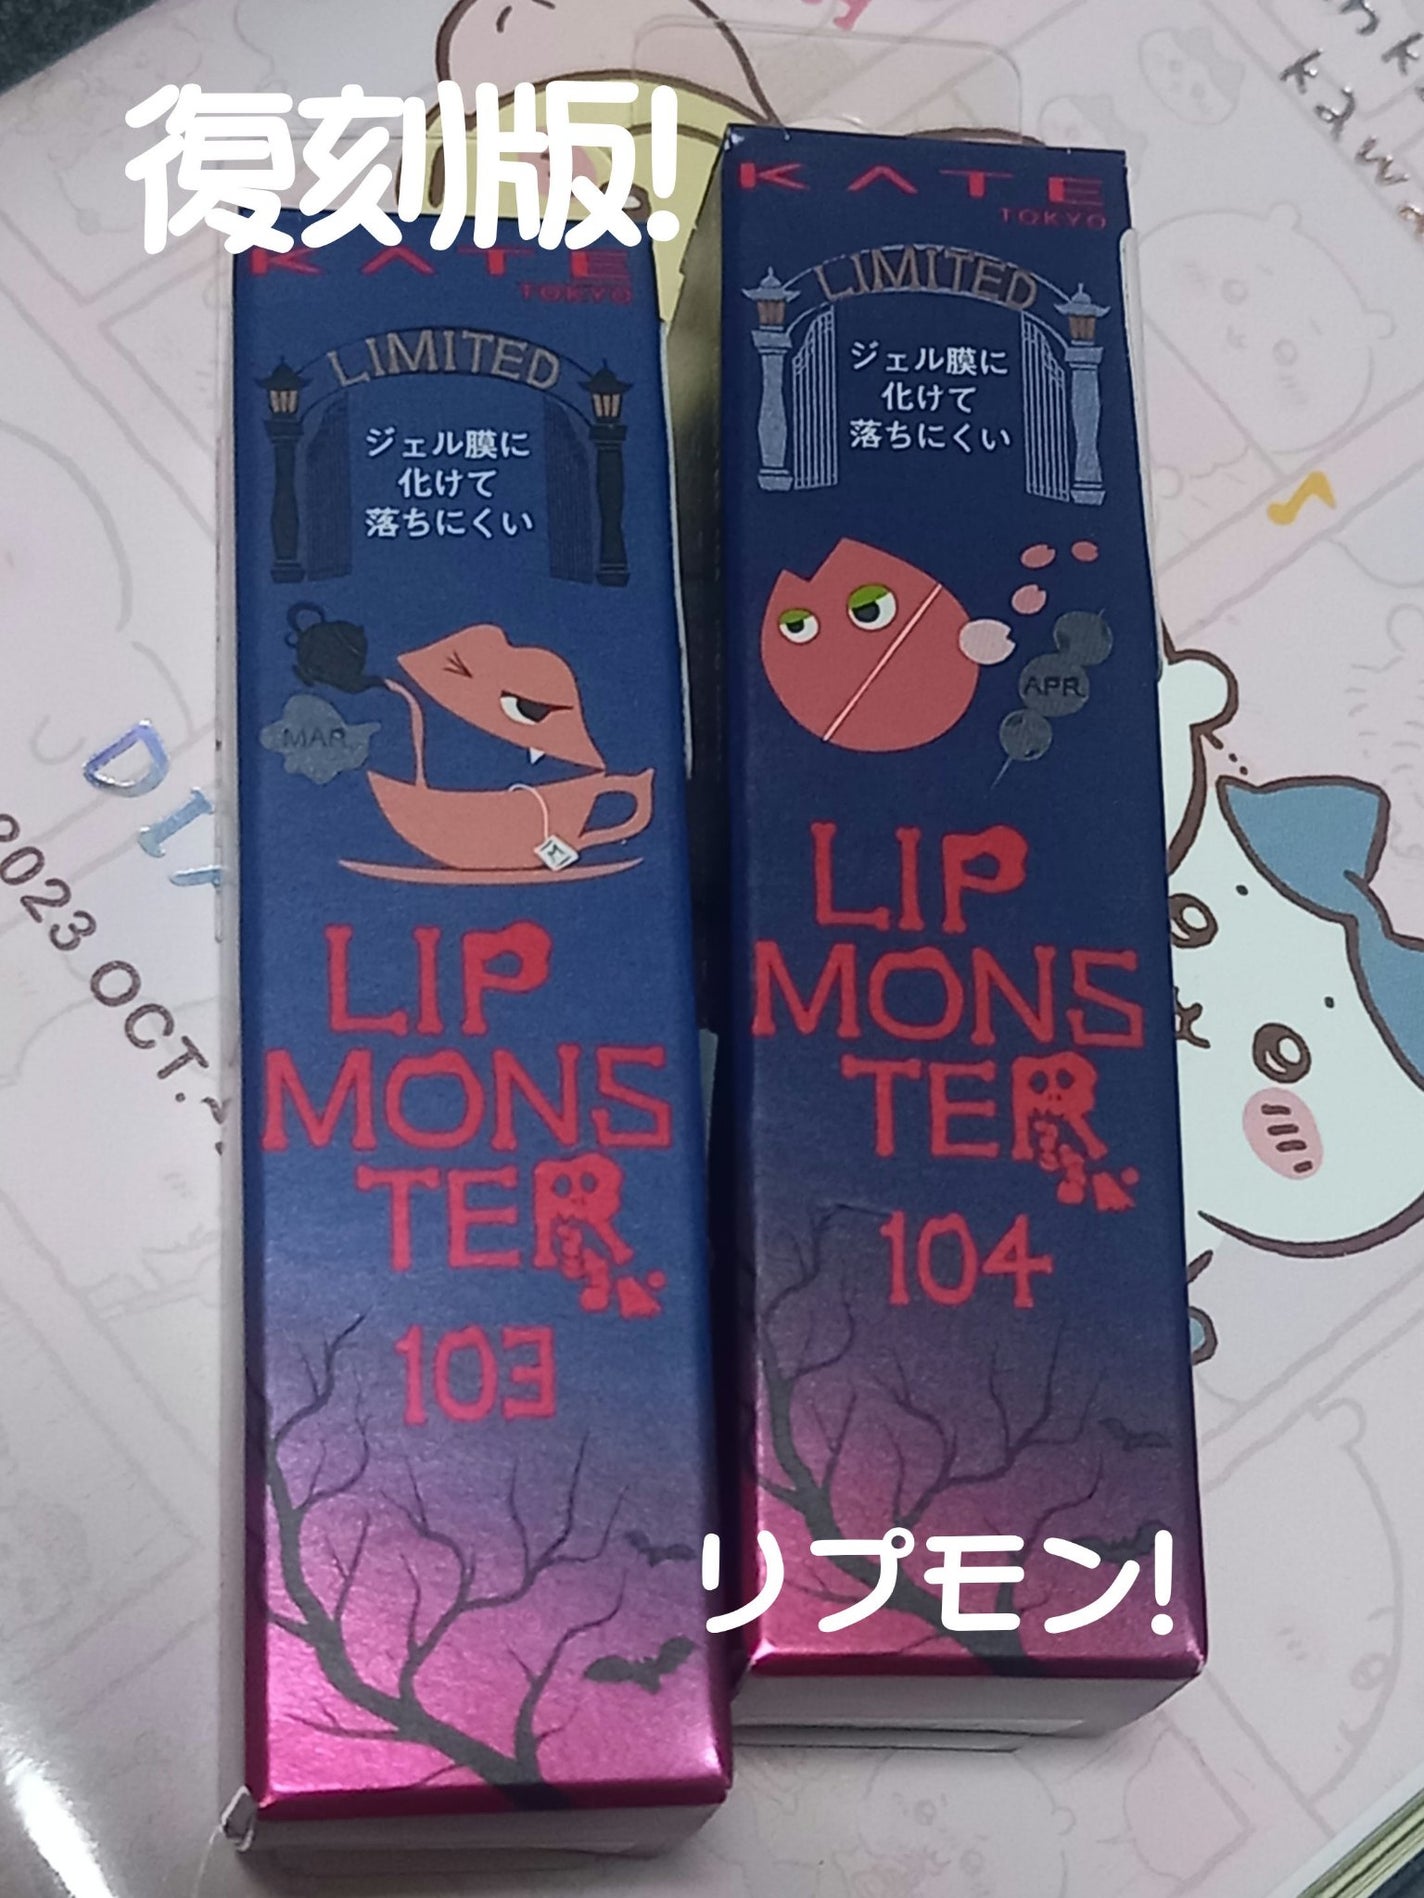 復刻版!
KATE
TOKYO
LIMITED
ジェル膜に
化けて
落ちにくい
MAR.
LIP
MONS
TER
103
KATE
TOKYO
LIMITED
ジェル膜に
化けて
落ちにくい
APR.
LIP
MONS
TER
104
リプモン!
DI
2023 OCT.